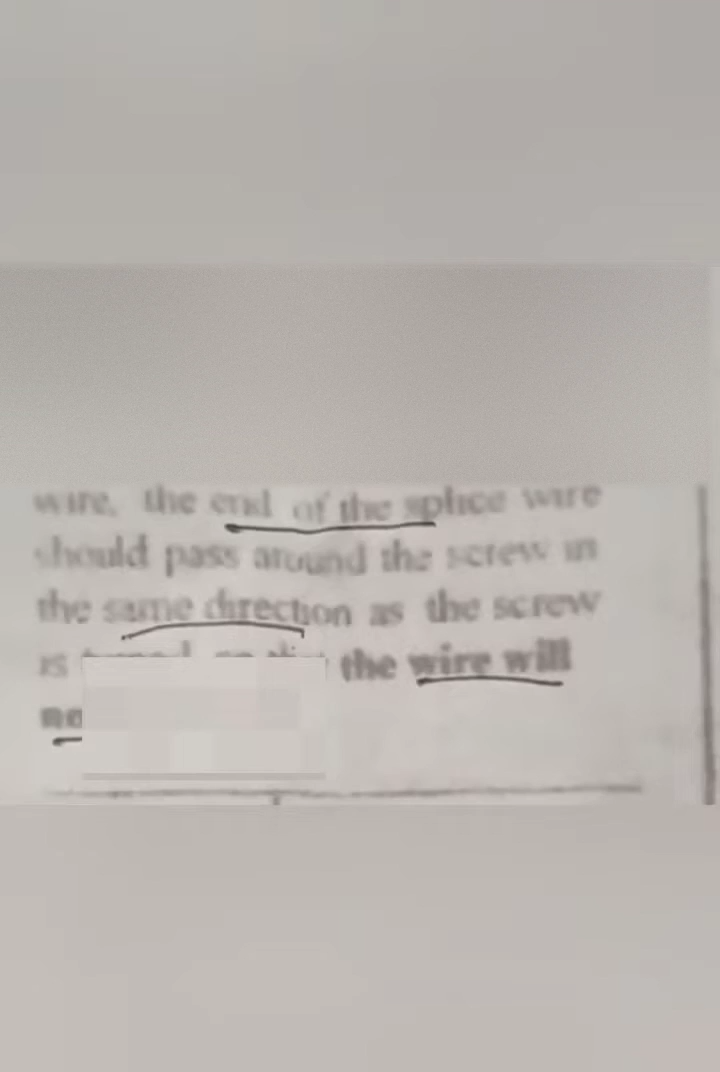 wire, the end of the splice wire
should pass around the screw in
the same direction as the screw
is the wire will